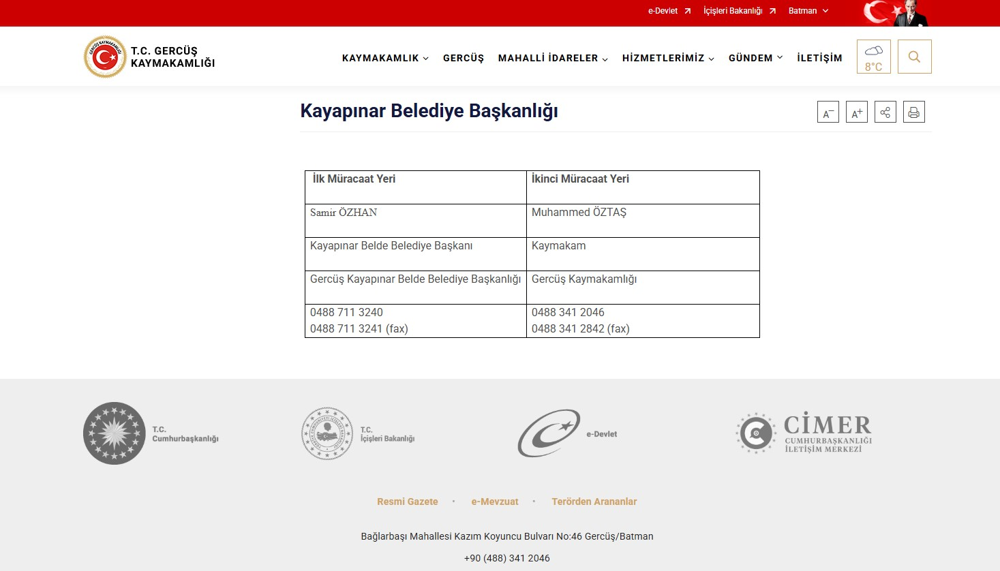 e-Devlet İçişleri Bakanlığı Batman
T.C. GERCÜŞ
KAYMAKAMLIĞI
KAYMAKAMLIK GERCÜŞ MAHALLİ İDARELER HİZMETLERİMİZ GÜNDEM İLETİŞİM
8°C
Kayapınar Belediye Başkanlığı
A− A+
İlk Müracaat Yeri İkinci Müracaat Yeri
Samir ÖZHAN Muhammed ÖZTAŞ
Kayapınar Belde Belediye Başkanı Kaymakam
Gercüş Kayapınar Belde Belediye Başkanlığı Gercüş Kaymakamlığı
0488 711 3240 0488 341 2046
0488 711 3241 (fax) 0488 341 2842 (fax)
T.C.
Cumhurbaşkanlığı
T.C.
İçişleri Bakanlığı
e-Devlet
CİMER
CUMHURBAŞKANLIĞI
İLETİŞİM MERKEZİ
Resmi Gazete • e-Mevzuat • Terörden Arananlar
Bağlarbaşı Mahallesi Kazım Koyuncu Bulvarı No:46 Gercüş/Batman
+90 (488) 341 2046